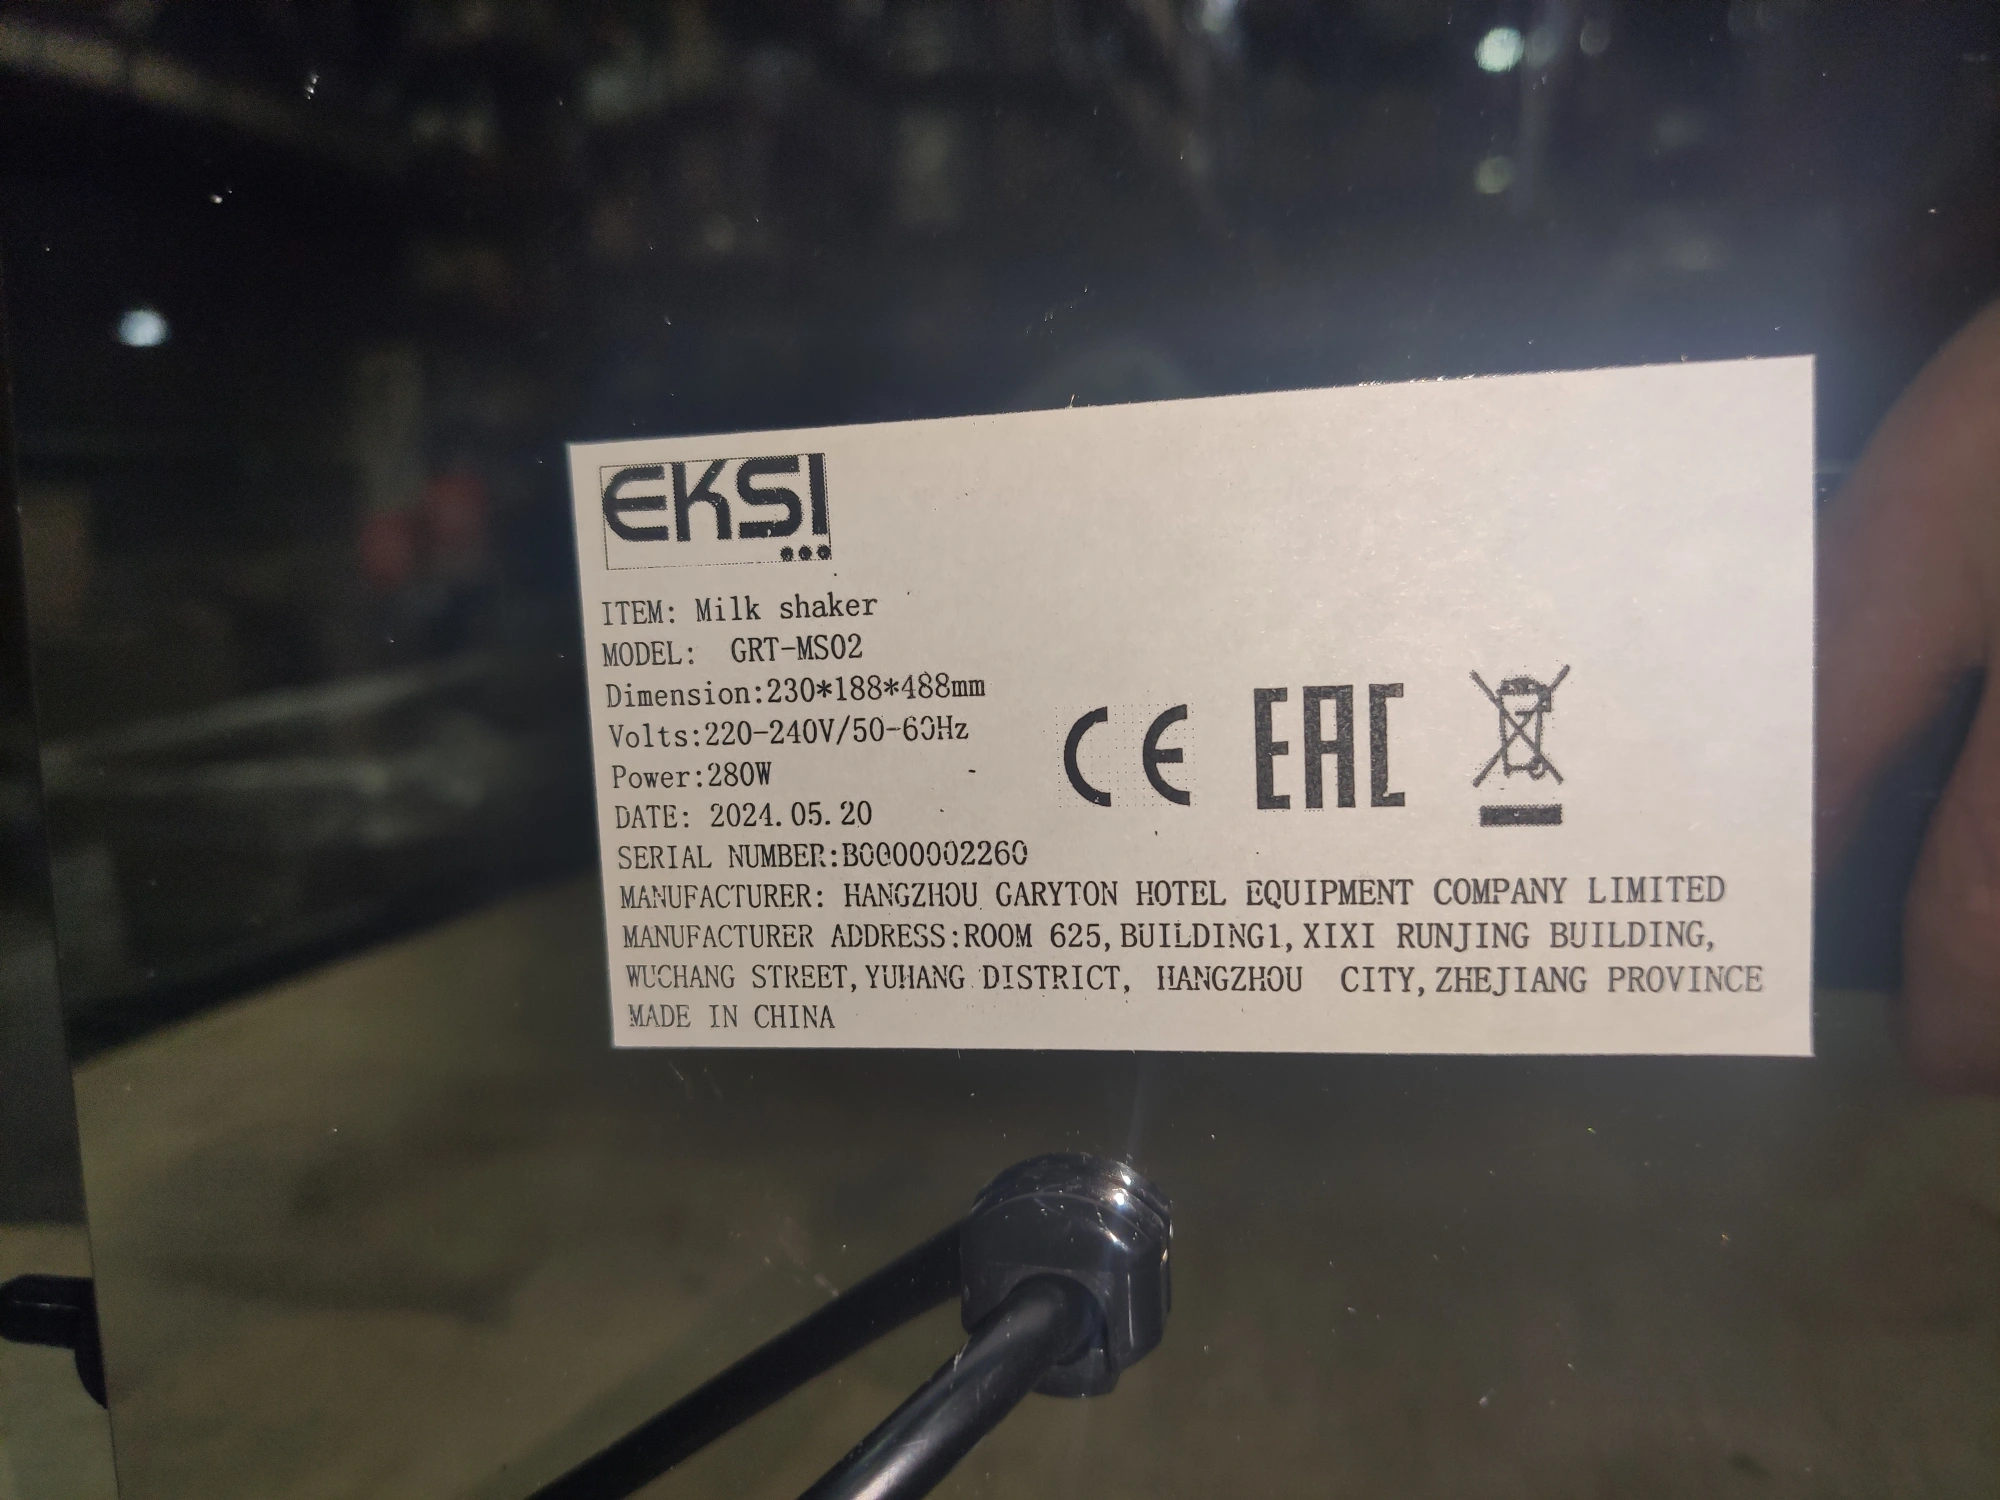 EKSI
ITEM: Milk shaker
MODEL: GRT-MS02
Dimension:230*188*488mm
Volts:220-240V/50-60Hz
Power:280W
DATE: 2024.05.20
SERIAL NUMBER:B0000002260
CE EAC
MANUFACTURER: HANGZHOU GARYTON HOTEL EQUIPMENT COMPANY LIMITED
MANUFACTURER ADDRESS:ROOM 625,BUILDING1,XIXI RUNJING BUILDING,
WUCHANG STREET,YUHANG DISTRICT, HANGZHOU CITY,ZHEJIANG PROVINCE
MADE IN CHINA